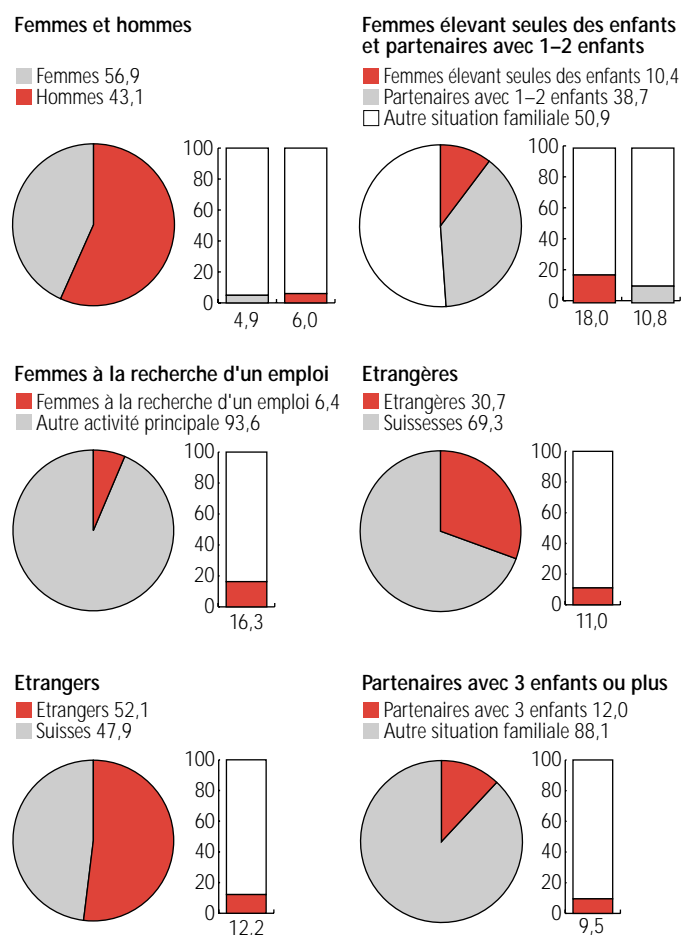 Femmes et hommes
Femmes 56,9
Hommes 43,1
100
80
60
40
20
0
4,9 6,0
Femmes élevant seules des enfants
et partenaires avec 1–2 enfants
Femmes élevant seules des enfants 10,4
Partenaires avec 1–2 enfants 38,7
Autre situation familiale 50,9
100
80
60
40
20
0
18,0 10,8
Femmes à la recherche d'un emploi
Femmes à la recherche d'un emploi 6,4
Autre activité principale 93,6
100
80
60
40
20
0
16,3
Etrangères
Etrangères 30,7
Suissesses 69,3
100
80
60
40
20
0
11,0
Etrangers
Etrangers 52,1
Suisses 47,9
100
80
60
40
20
0
12,2
Partenaires avec 3 enfants ou plus
Partenaires avec 3 enfants 12,0
Autre situation familiale 88,1
100
80
60
40
20
0
9,5